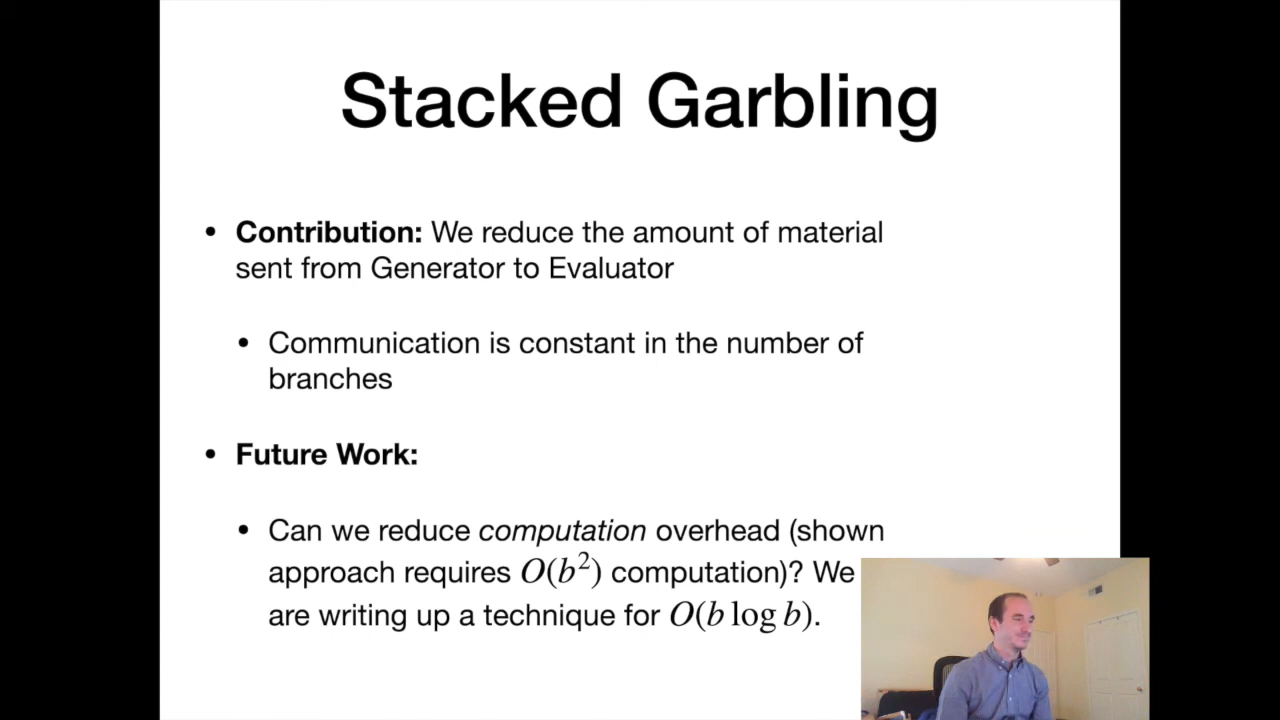 Stacked Garbling
• Contribution: We reduce the amount of material
sent from Generator to Evaluator
• Communication is constant in the number of
branches
• Future Work:
• Can we reduce computation overhead (shown
approach requires O(b²) computation)? We
are writing up a technique for O(b log b).